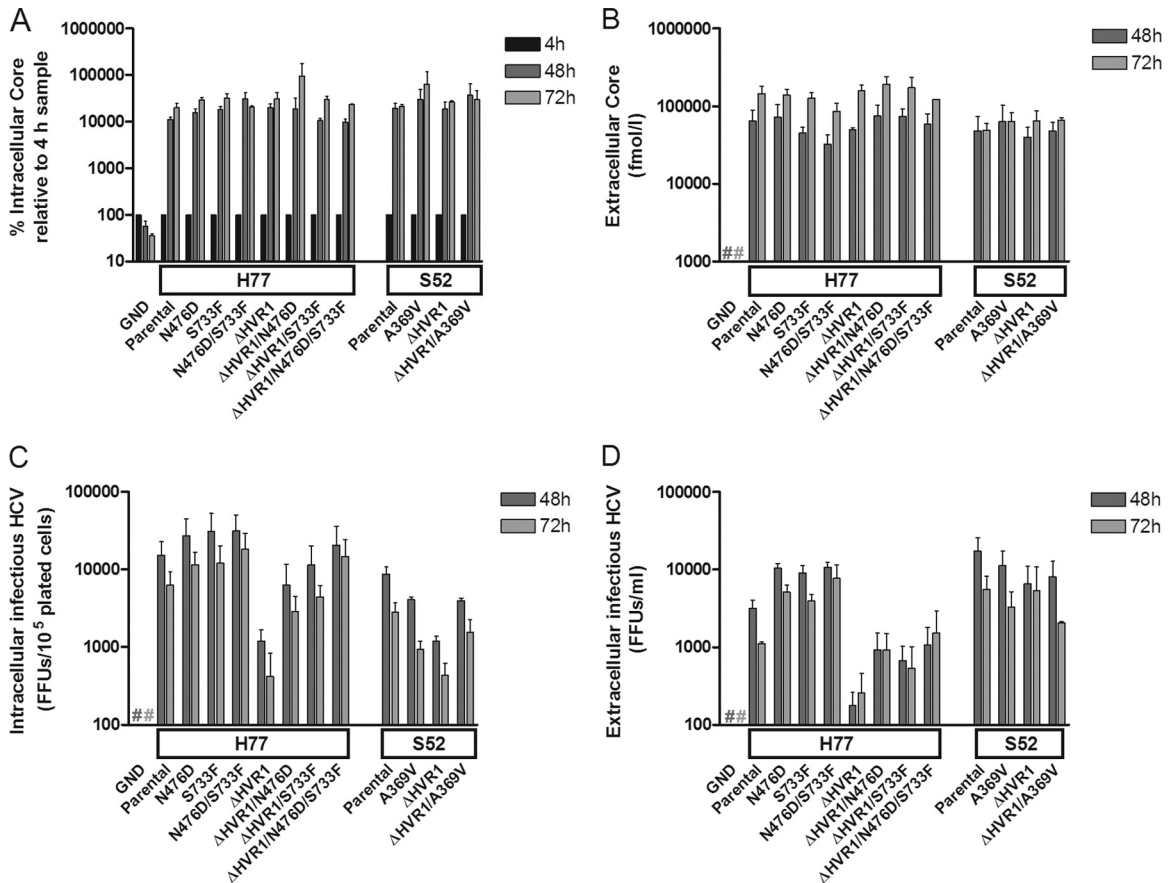 A
% Intracellular Core
relative to 4 h sample
1000000
100000
10000
1000
100
10
4h
48h
72h
H77
S52
GND
Parental
N476D
S733F
N476D/S733F
ΔHVR1
ΔHVR1/N476D
ΔHVR1/S733F
ΔHVR1/N476D/S733F
Parental
A369V
ΔHVR1
ΔHVR1/A369V
B
Extracellular Core
(fmol/l)
1000000
100000
10000
1000
48h
72h
##
H77
S52
GND
Parental
N476D
S733F
N476D/S733F
ΔHVR1
ΔHVR1/N476D
ΔHVR1/S733F
ΔHVR1/N476D/S733F
Parental
A369V
ΔHVR1
ΔHVR1/A369V
C
Intracellular infectious HCV
(FFUs/10⁵ plated cells)
100000
10000
1000
100
48h
72h
##
H77
S52
GND
Parental
N476D
S733F
N476D/S733F
ΔHVR1
ΔHVR1/N476D
ΔHVR1/S733F
ΔHVR1/N476D/S733F
Parental
A369V
ΔHVR1
ΔHVR1/A369V
D
Extracellular infectious HCV
(FFUs/ml)
100000
10000
1000
100
48h
72h
##
H77
S52
GND
Parental
N476D
S733F
N476D/S733F
ΔHVR1
ΔHVR1/N476D
ΔHVR1/S733F
ΔHVR1/N476D/S733F
Parental
A369V
ΔHVR1
ΔHVR1/A369V